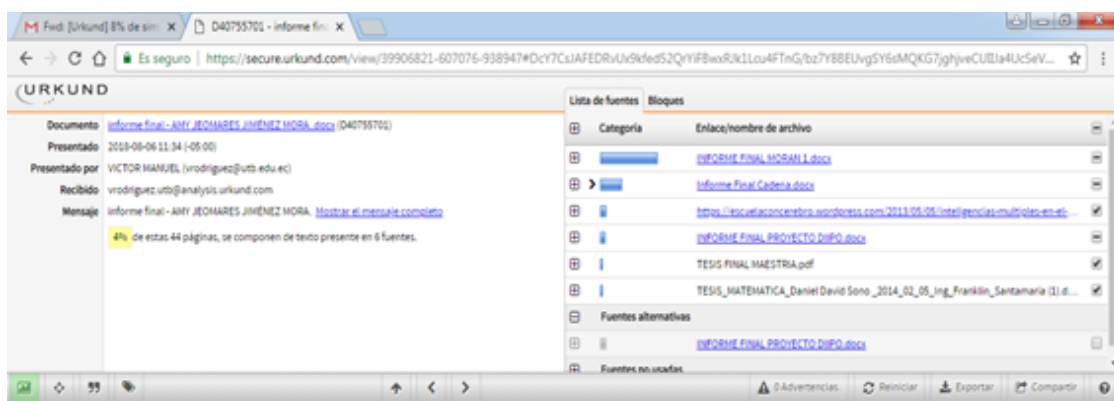 Fwd: [Urkund] 8% de sim
D40755701 - informe fin
Es seguro https://secure.urkund.com/view/39906821-607076-938947
URKUND
Documento informe final - AMY JEOMARES JIMÉNEZ MORA .docx (D40755701)
Presentado 2018-08-06 11:34 (-05:00)
Presentado por VICTOR MANUEL (vrodriguez@utb.edu.ec)
Recibido vrodriguez.utb@analysis.urkund.com
Mensaje informe final - AMY JEOMARES JIMÉNEZ MORA. Mostrar el mensaje completo
4% de estas 44 páginas, se componen de texto presente en 6 fuentes.
Lista de fuentes Bloques
Categoría Enlace/nombre de archivo
INFORME FINAL MORAN 1.docx
Informe Final Cadena.docx
https://escuelaconcerebro.wordpress.com/2013/05/05/inteligencias-multiples-en-el-...
INFORME FINAL PROYECTO DIIPO.docx
TESIS FINAL MAESTRIA.pdf
TESIS_MATEMATICA_Daniel David Sono _2014_02_05_Ing_Franklin_Santamaria (1).d...
Fuentes alternativas
INFORME FINAL PROYECTO DIIPO.docx
Fuentes no usadas
0 Advertencias. Reiniciar Exportar Compartir